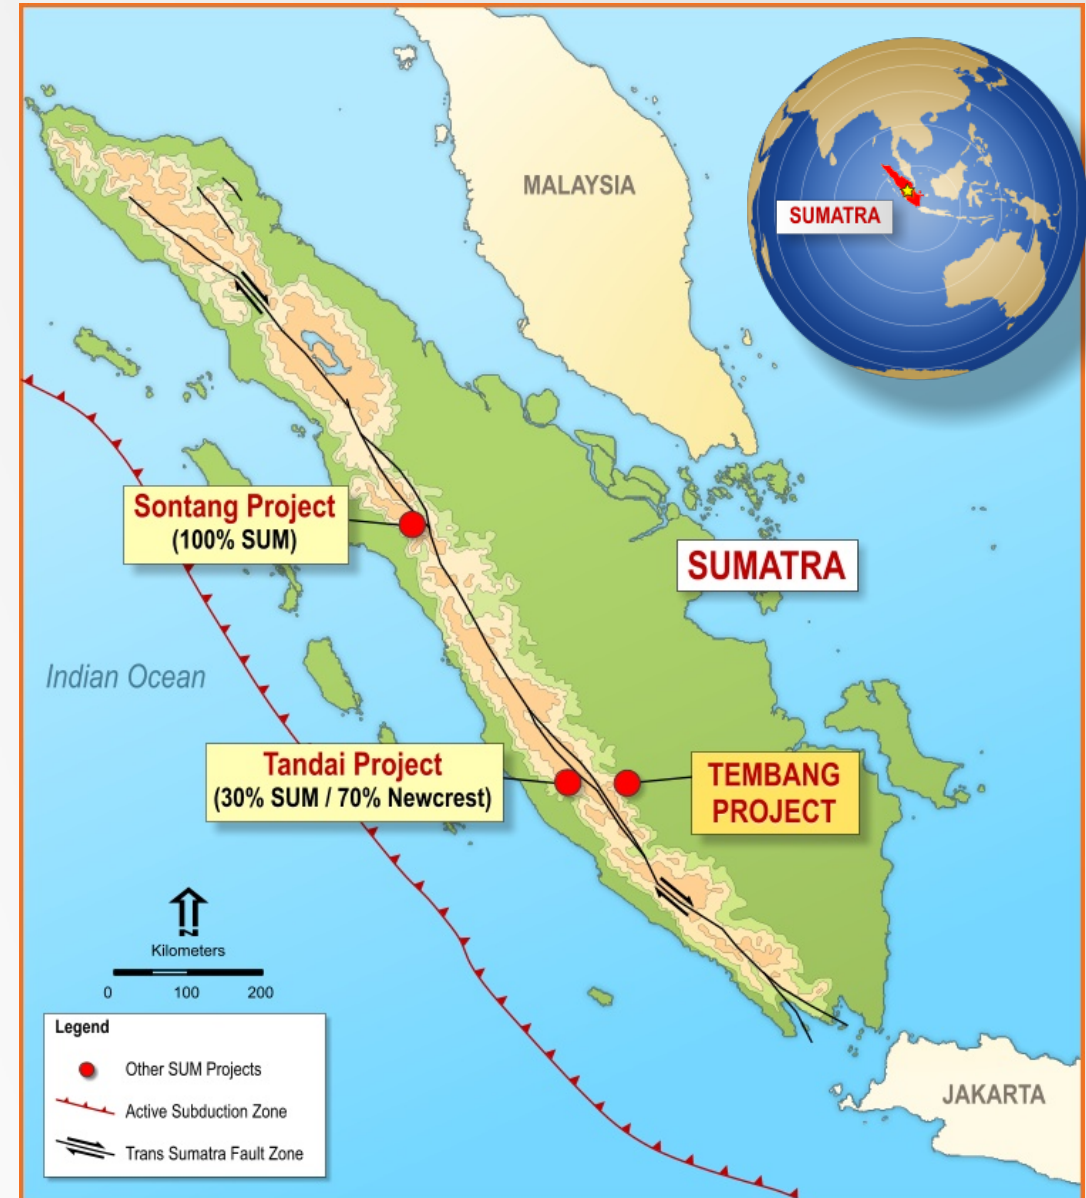 MALAYSIA
SUMATRA
Sontang Project
(100% SUM)
SUMATRA
Indian Ocean
Tandai Project
(30% SUM / 70% Newcrest)
TEMBANG
PROJECT
N
Kilometers
0 100 200
Legend
Other SUM Projects
Active Subduction Zone
Trans Sumatra Fault Zone
JAKARTA